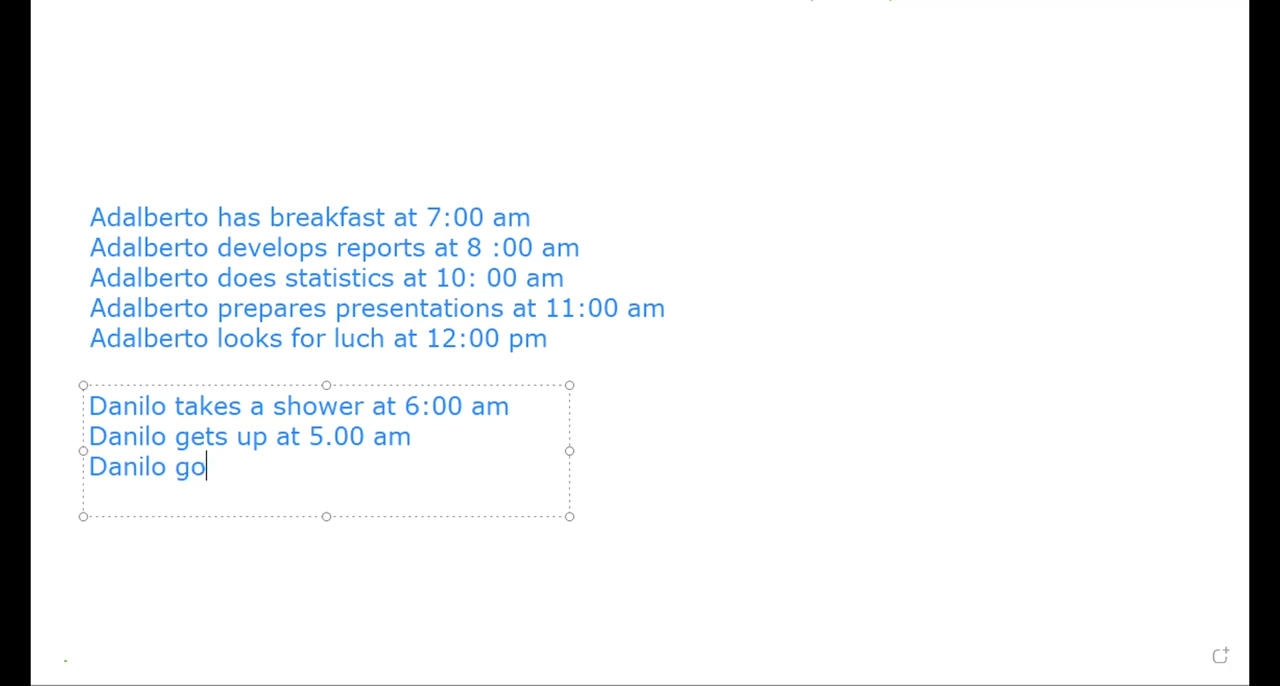 Adalberto has breakfast at 7:00 am
Adalberto develops reports at 8 :00 am
Adalberto does statistics at 10: 00 am
Adalberto prepares presentations at 11:00 am
Adalberto looks for luch at 12:00 pm
Danilo takes a shower at 6:00 am
Danilo gets up at 5.00 am
Danilo go